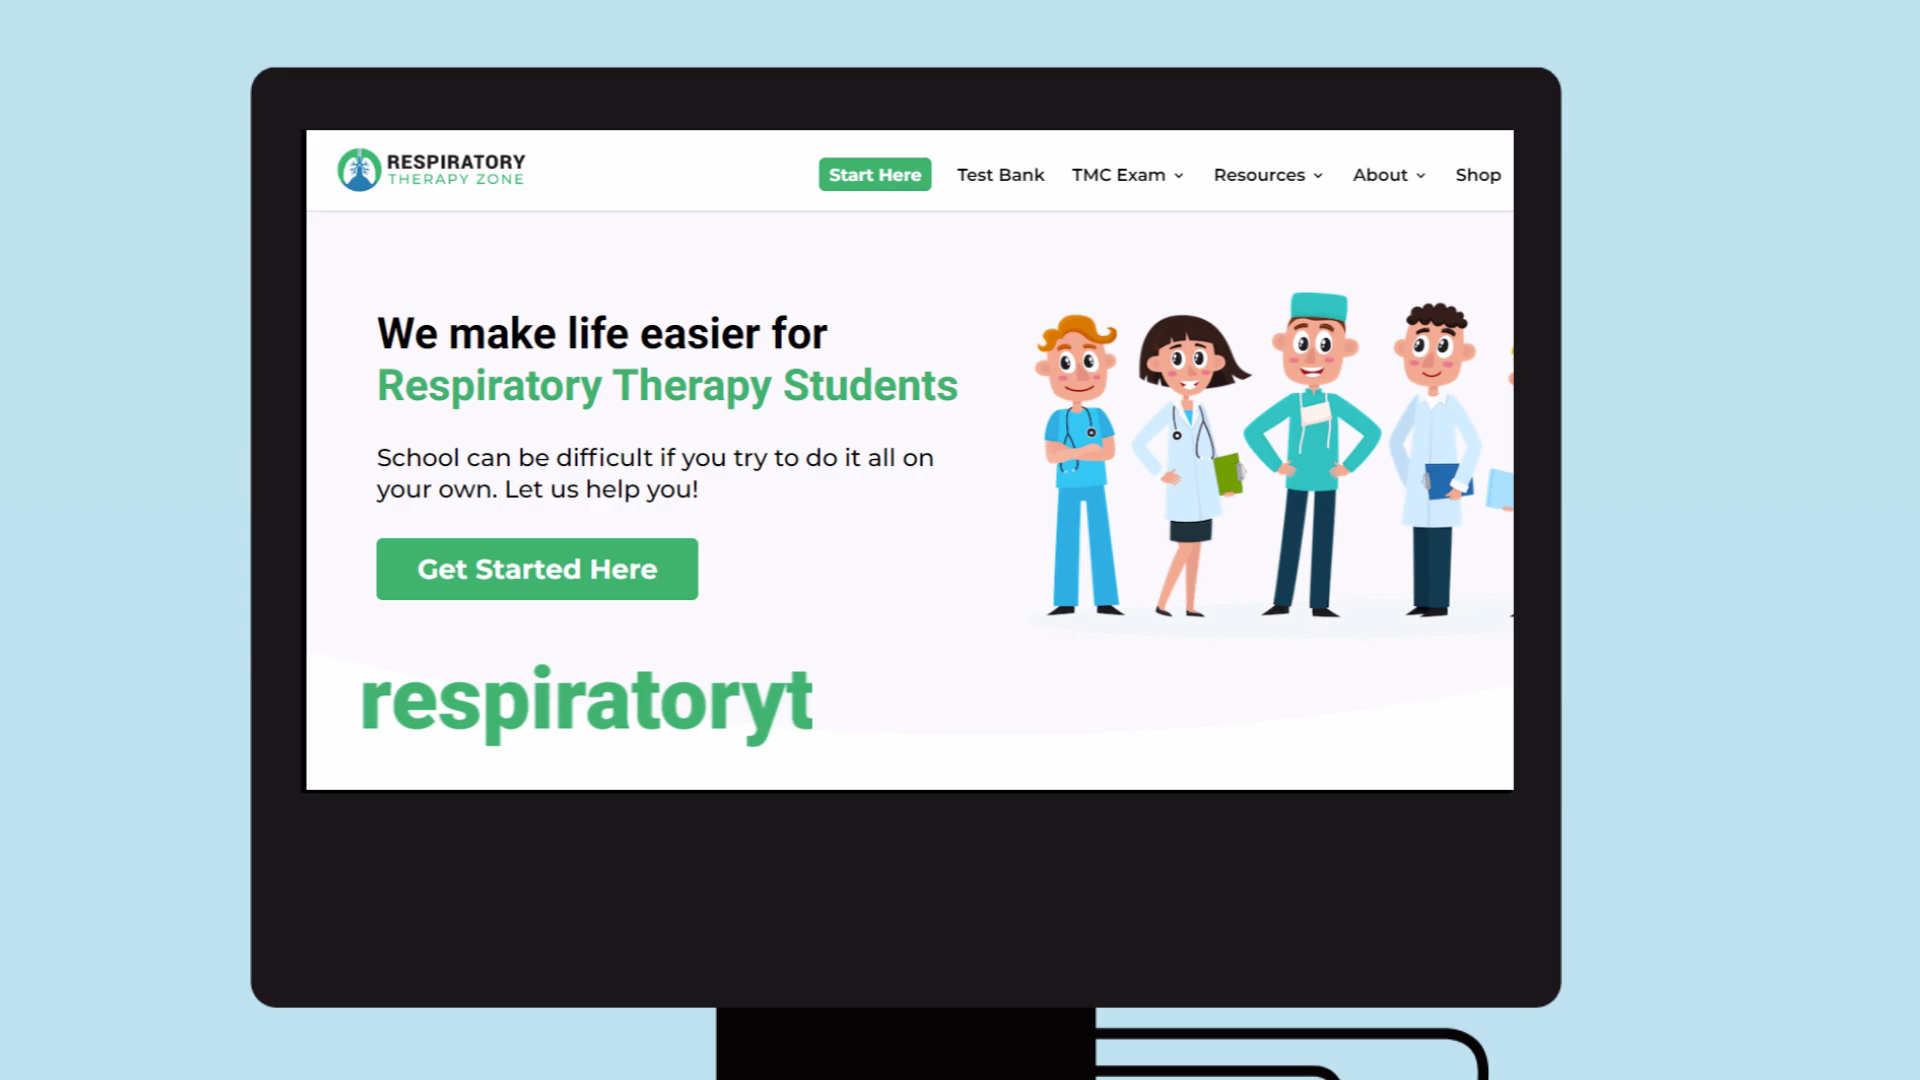 RESPIRATORY
THERAPY ZONE
Start Here Test Bank TMC Exam Resources About Shop
We make life easier for
Respiratory Therapy Students
School can be difficult if you try to do it all on
your own. Let us help you!
Get Started Here
respiratoryt